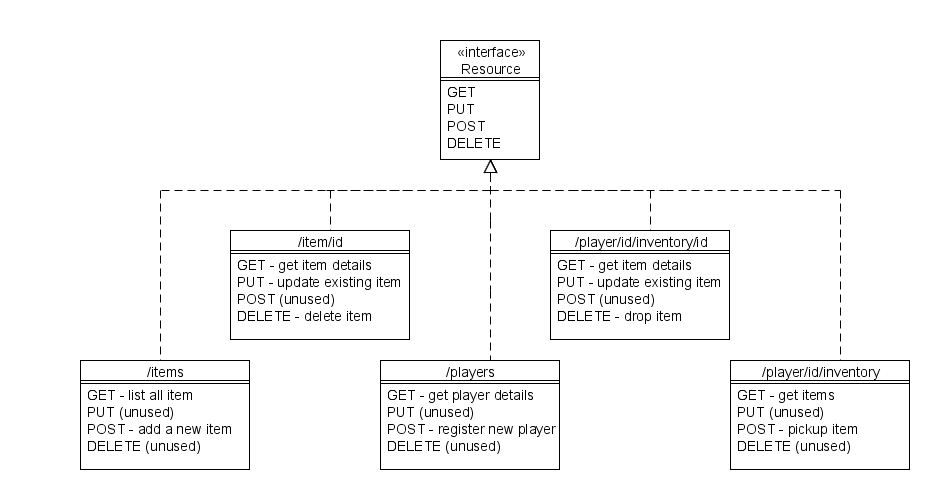 «interface»
Resource
GET
PUT
POST
DELETE
/item/id
GET - get item details
PUT - update existing item
POST (unused)
DELETE - delete item
/player/id/inventory/id
GET - get item details
PUT - update existing item
POST (unused)
DELETE - drop item
/items
GET - list all item
PUT (unused)
POST - add a new item
DELETE (unused)
/players
GET - get player details
PUT (unused)
POST - register new player
DELETE (unused)
/player/id/inventory
GET - get items
PUT (unused)
POST - pickup item
DELETE (unused)